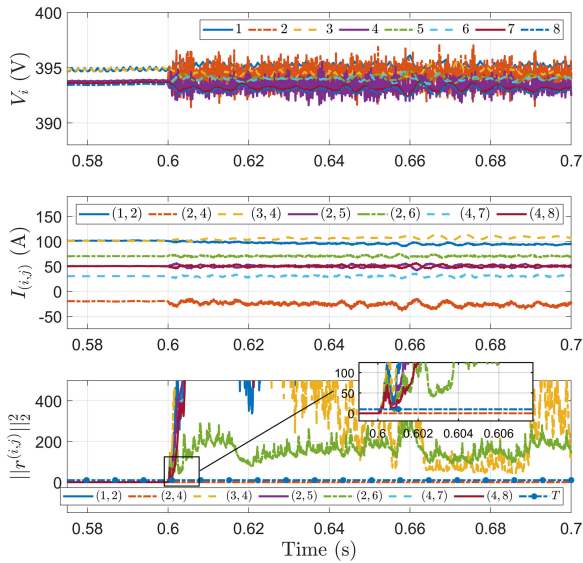 400
1 2 3 4 5 6 7 8
395
390
V_i (V)
0.58 0.6 0.62 0.64 0.66 0.68 0.7
150
(1, 2) (2, 4) (3, 4) (2, 5) (2, 6) (4, 7) (4, 8)
100
50
0
-50
I_{(i,j)} (A)
0.58 0.6 0.62 0.64 0.66 0.68 0.7
400
200
0
||r^{(i,j)}||_2^2
100
50
0
0.6 0.602 0.604 0.606
(1, 2) (2, 4) (3, 4) (2, 5) (2, 6) (4, 7) (4, 8) T
0.58 0.6 0.62 0.64 0.66 0.68 0.7
Time (s)